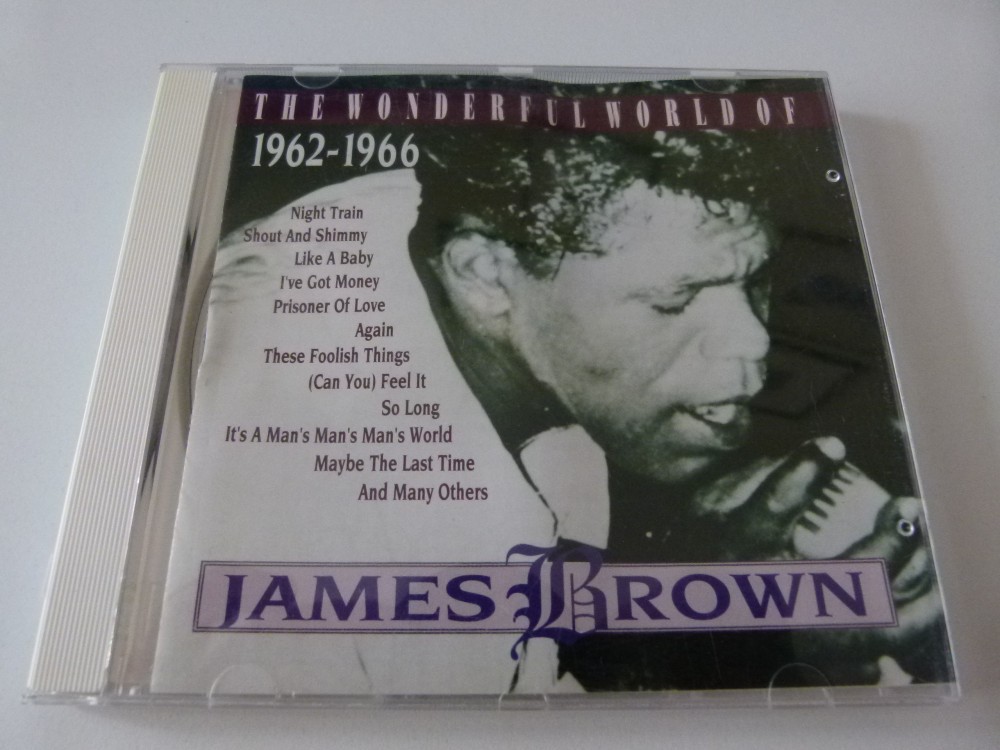 THE WONDERFUL WORLD OF
1962-1966
Night Train
Shout And Shimmy
Like A Baby
I've Got Money
Prisoner Of Love
Again
These Foolish Things
(Can You) Feel It
So Long
It's A Man's Man's Man's World
Maybe The Last Time
And Many Others
JAMES BROWN